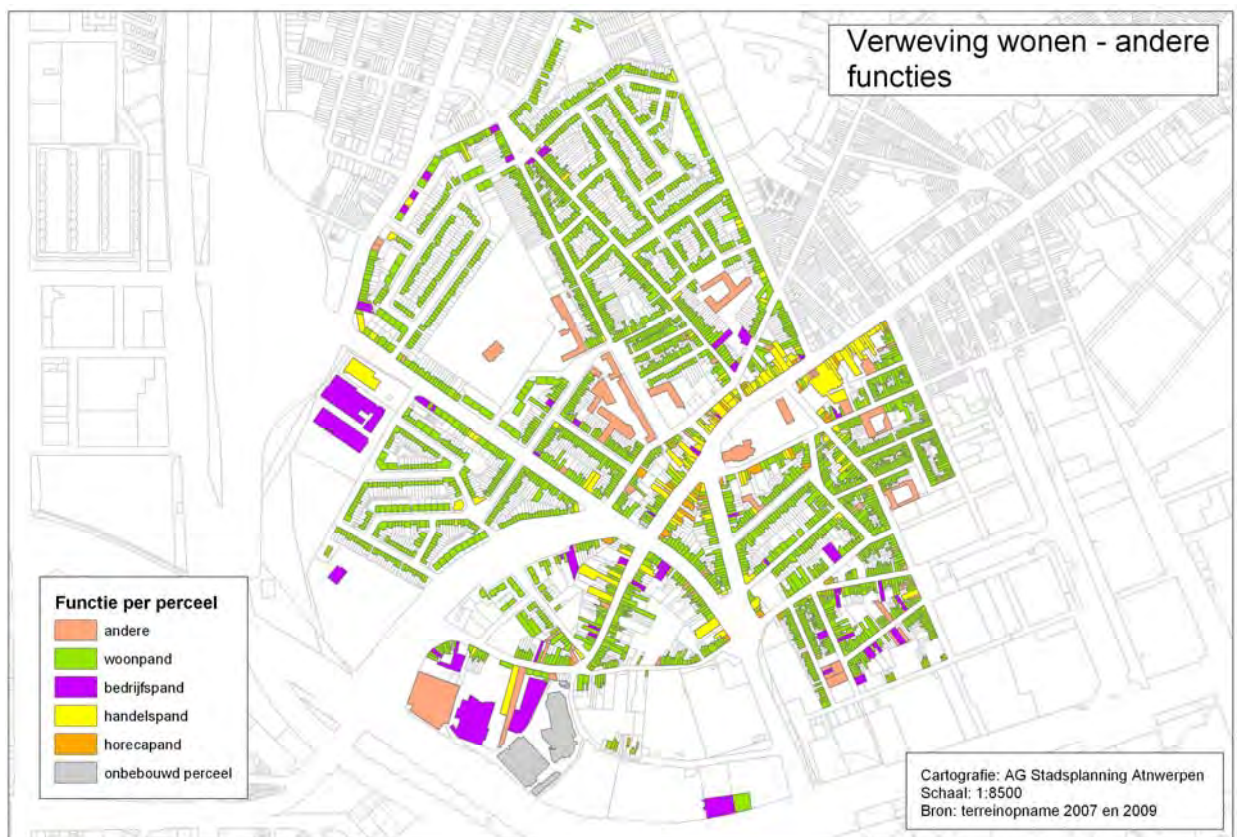 Verweving wonen - andere
functies
Functie per perceel
andere
woonpand
bedrijfspand
handelspand
horecapand
onbebouwd perceel
Cartografie: AG Stadsplanning Atnwerpen
Schaal: 1:8500
Bron: terreinopname 2007 en 2009